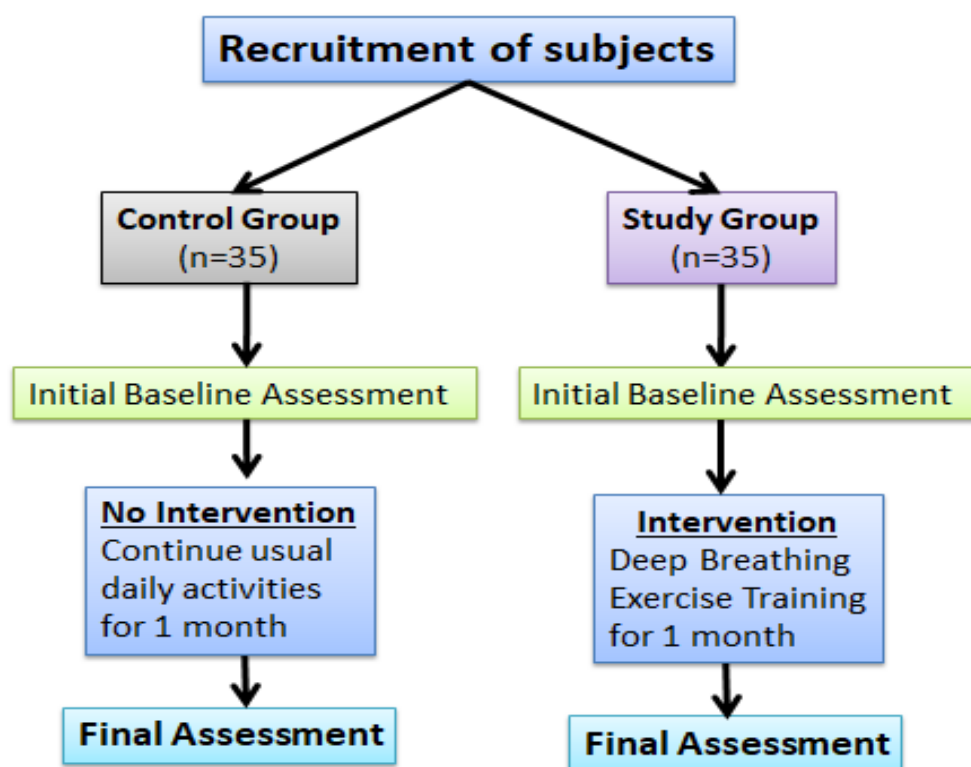 Recruitment of subjects
Control Group
(n=35)
Study Group
(n=35)
Initial Baseline Assessment
Initial Baseline Assessment
No Intervention
Continue usual
daily activities
for 1 month
Intervention
Deep Breathing
Exercise Training
for 1 month
Final Assessment
Final Assessment